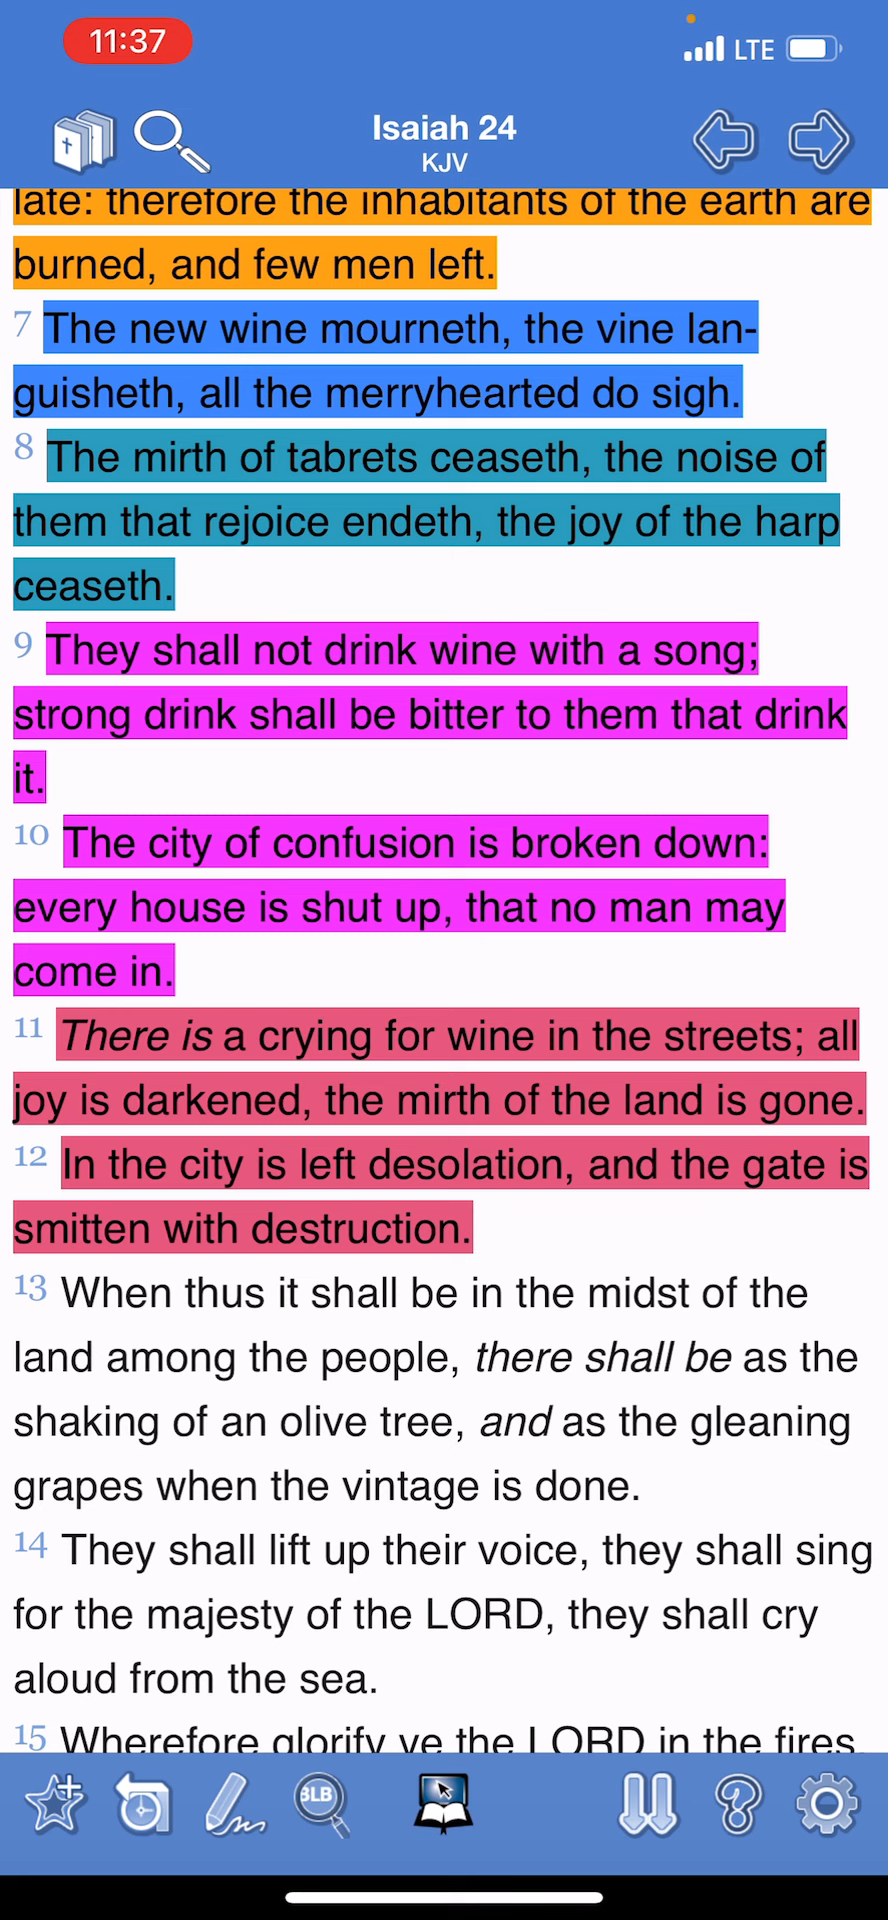 11:37
LTE
Isaiah 24
KJV
late: therefore the inhabitants of the earth are
burned, and few men left.
7 The new wine mourneth, the vine lan-
guisheth, all the merryhearted do sigh.
8 The mirth of tabrets ceaseth, the noise of
them that rejoice endeth, the joy of the harp
ceaseth.
9 They shall not drink wine with a song;
strong drink shall be bitter to them that drink
it.
10 The city of confusion is broken down:
every house is shut up, that no man may
come in.
11 There is a crying for wine in the streets; all
joy is darkened, the mirth of the land is gone.
12 In the city is left desolation, and the gate is
smitten with destruction.
13 When thus it shall be in the midst of the
land among the people, there shall be as the
shaking of an olive tree, and as the gleaning
grapes when the vintage is done.
14 They shall lift up their voice, they shall sing
for the majesty of the LORD, they shall cry
aloud from the sea.
15 Wherefore glorify ye the LORD in the fires,
BLB